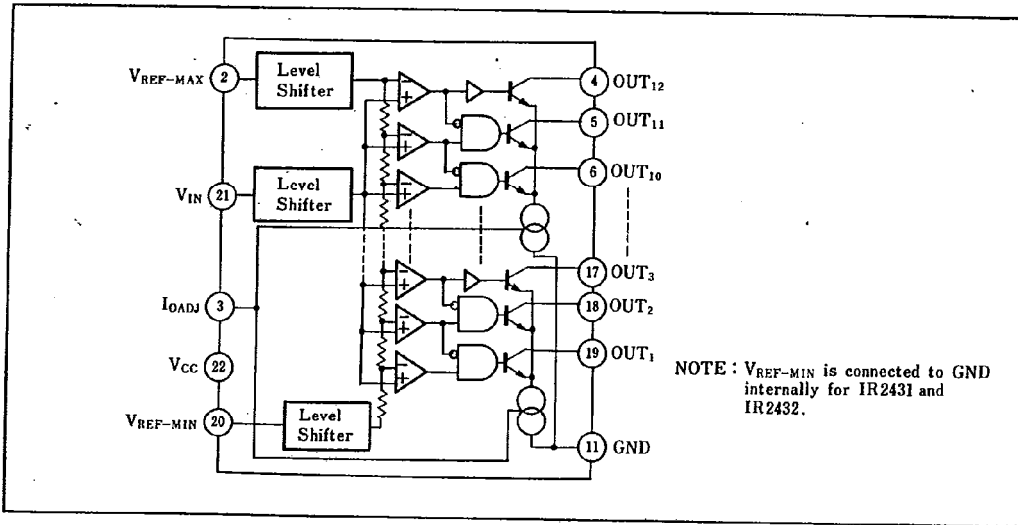 VREF-MAX 2 Level Shifter
4 OUT12
5 OUT11
6 OUT10
VIN 21 Level Shifter
17 OUT3
IOADJ 3
18 OUT2
19 OUT1
VCC 22
NOTE : VREF-MIN is connected to GND
internally for IR2431 and
IR2432.
VREF-MIN 20 Level Shifter
11 GND